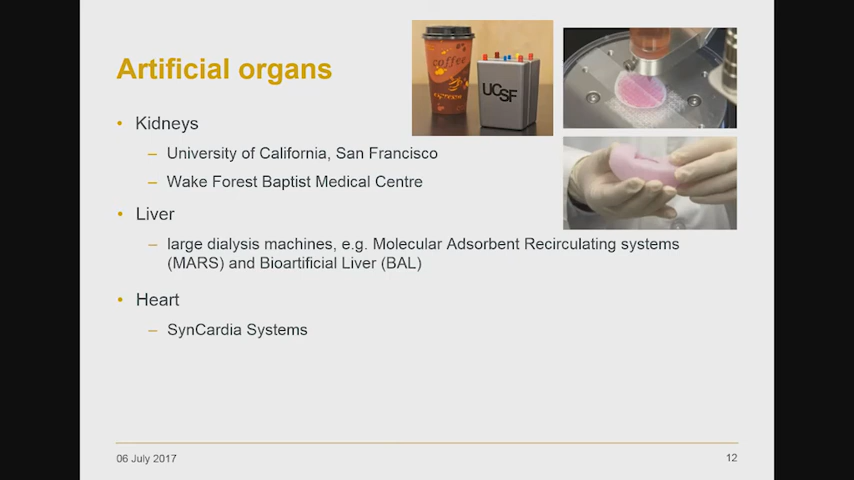 Artificial organs
coffee
UCSF
• Kidneys
– University of California, San Francisco
– Wake Forest Baptist Medical Centre
• Liver
– large dialysis machines, e.g. Molecular Adsorbent Recirculating systems
(MARS) and Bioartificial Liver (BAL)
• Heart
– SynCardia Systems
06 July 2017
12